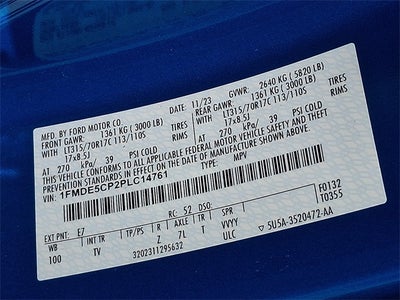 MFD. BY FORD MOTOR CO.
DATE: 11/23 GVWR: 2640 KG (5820 LB)
FRONT GAWR: 1361 KG (3000 LB) REAR GAWR: 1361 KG (3000 LB)
WITH LT315/70R17C 113/110S TIRES WITH LT315/70R17C 113/110S TIRES
17x8.5J RIMS 17x8.5J RIMS
AT 270 kPa/ 39 PSI COLD AT 270 kPa/ 39 PSI COLD
THIS VEHICLE CONFORMS TO ALL APPLICABLE FEDERAL MOTOR VEHICLE SAFETY AND THEFT
PREVENTION STANDARDS IN EFFECT ON THE DATE OF MANUFACTURE SHOWN ABOVE.
VIN: 1FMDE5CP2PLC14761 TYPE: MPV
F0132
T0355
EXT PNT: E7 RC: 52 DSO:
WB INT TR TP/PS R AXLE TR SPR
100 TV 3202311295632 Z 7L T VVYY
ULC ▽ SU5A-3520472-AA